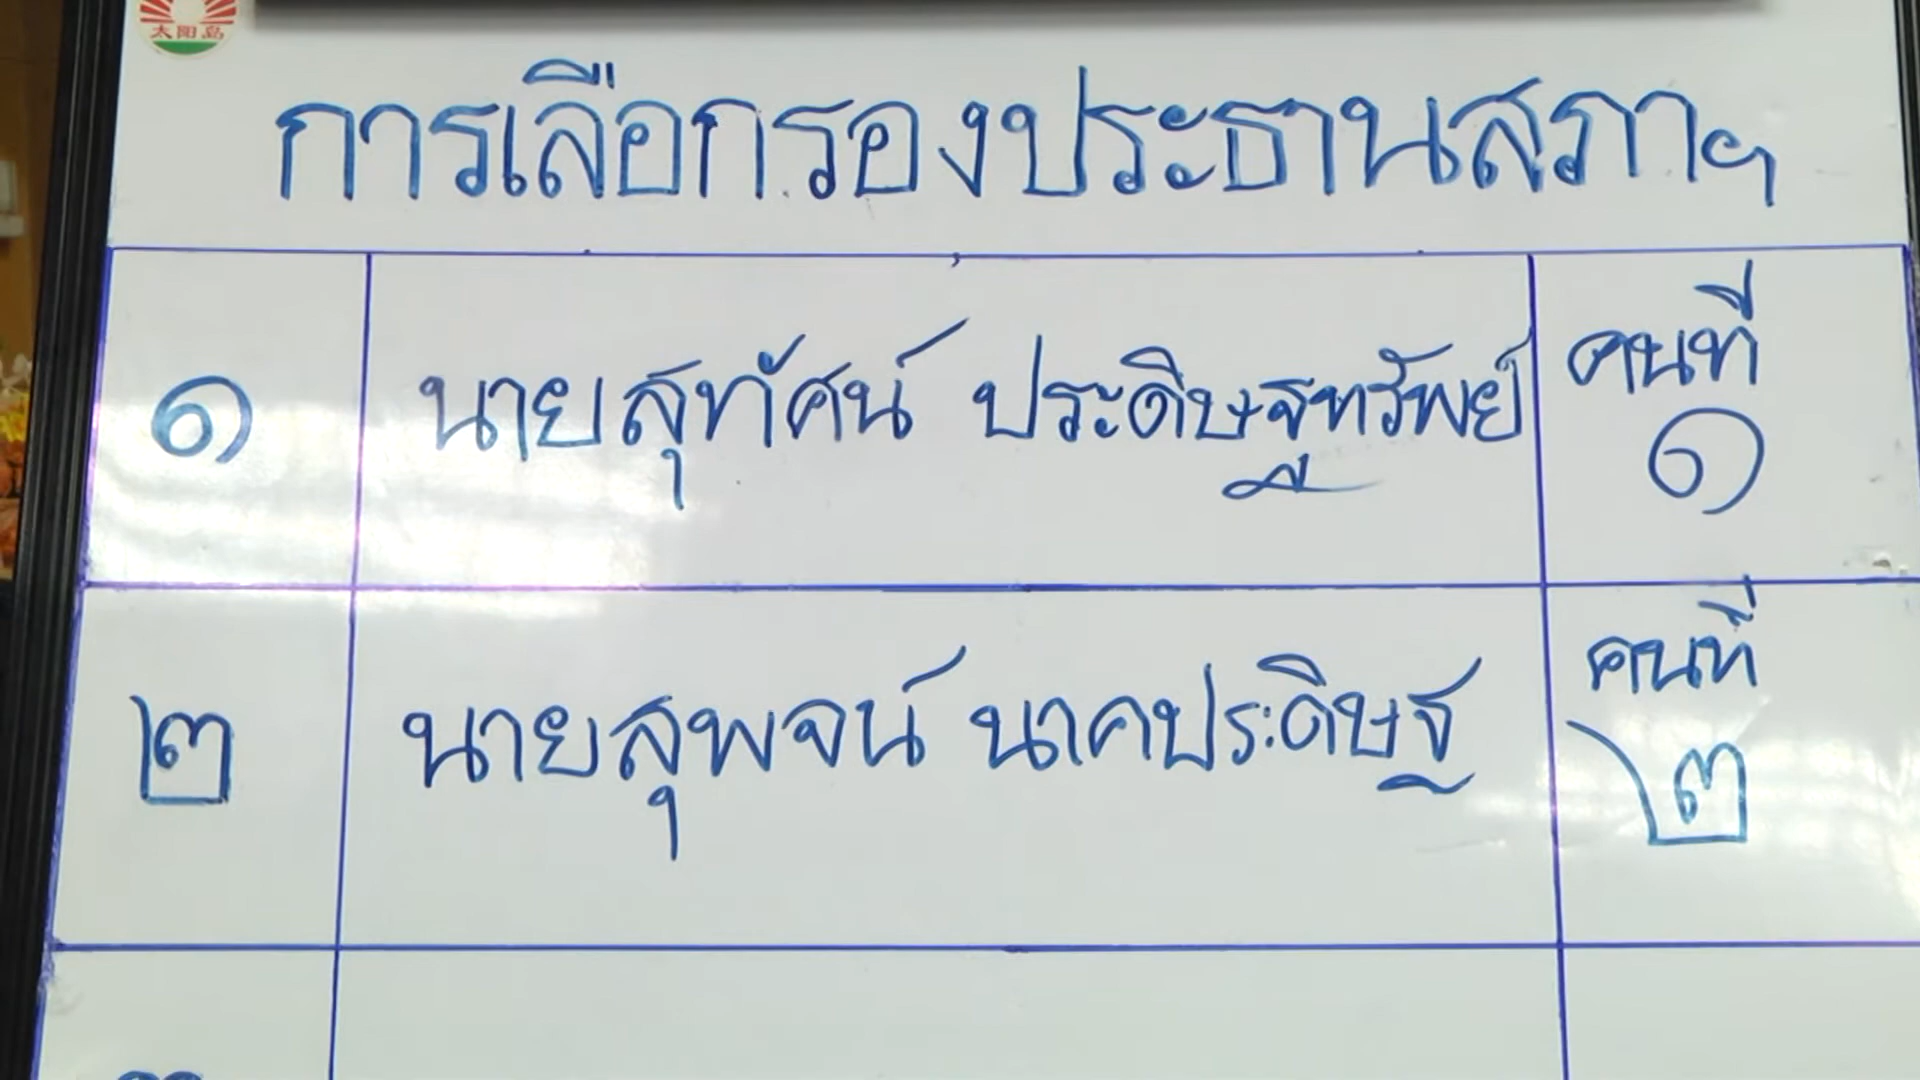 太阳岛
การเลือกรองประธานสภาฯ
๑ นายสุทัศน์ ประดิษฐทรัพย์ คนที่ ๑
๒ นายสุพจน์ นาคประดิษฐ คนที่ ๒